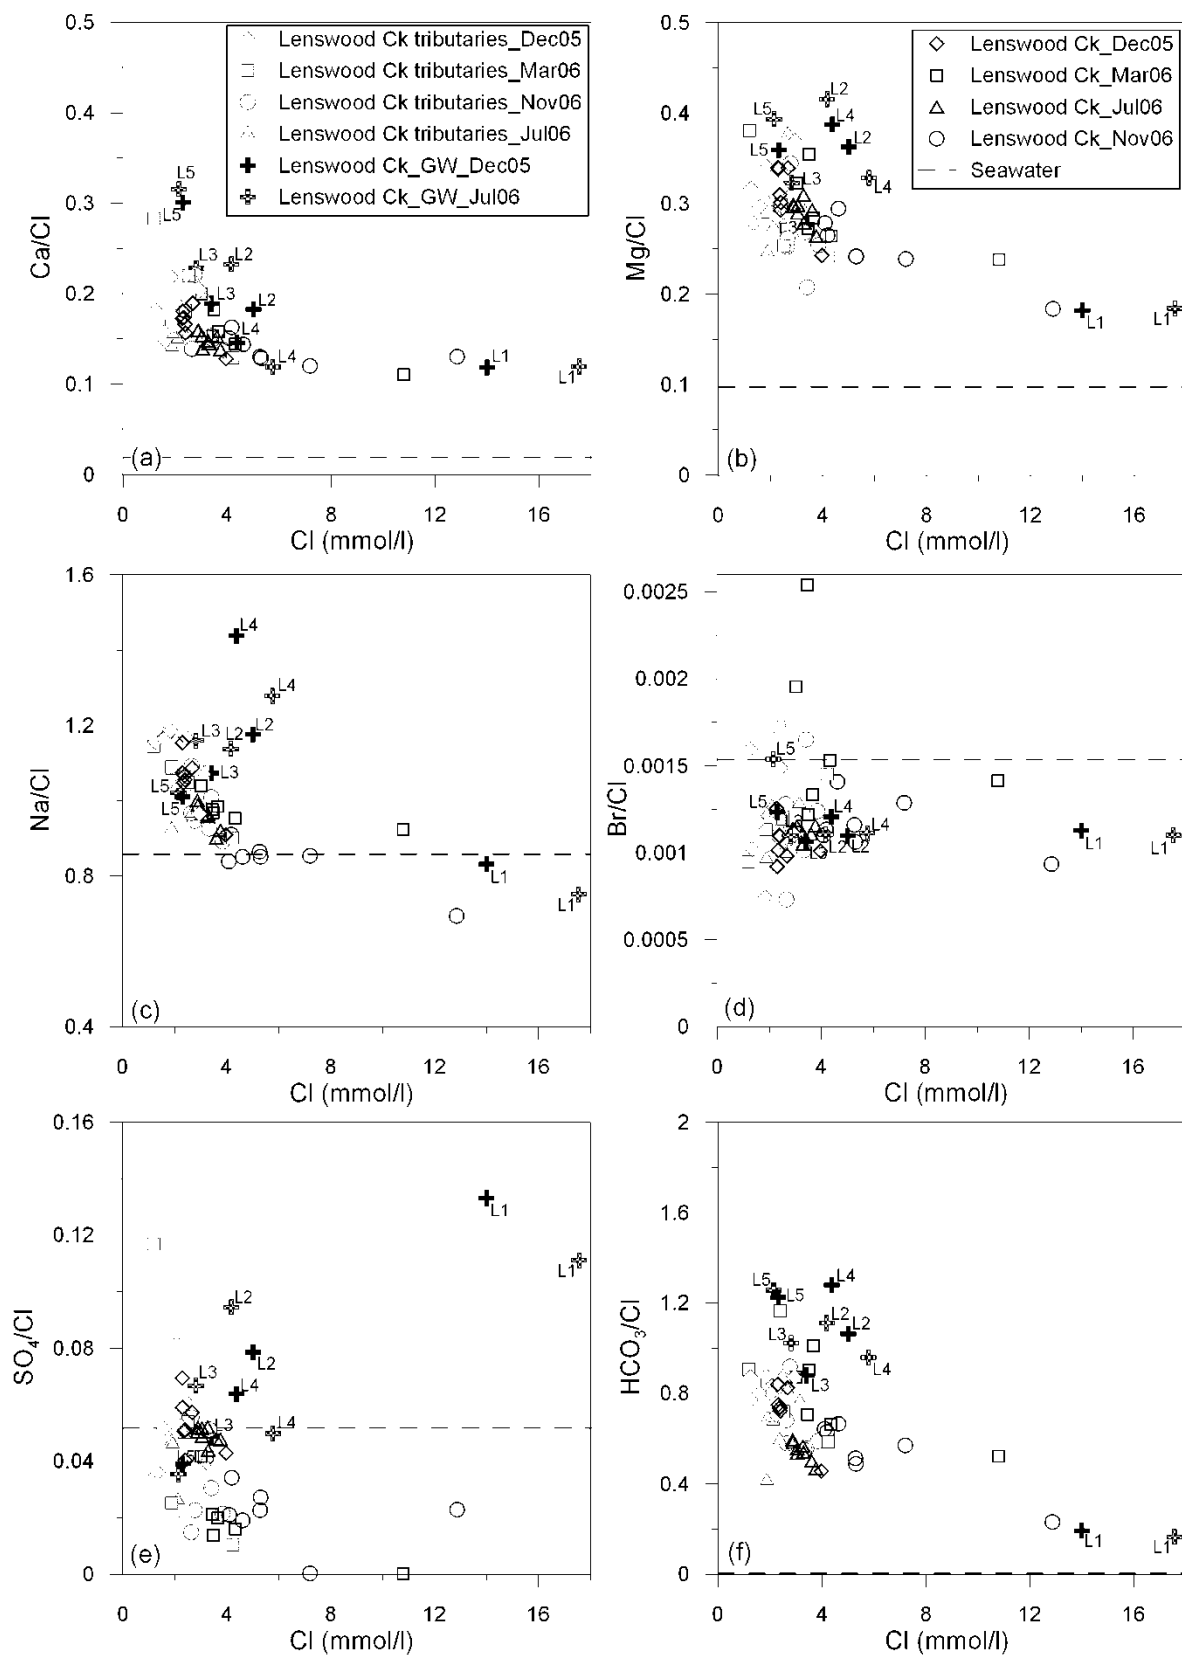 0.5
0.4
0.3
0.2
0.1
0
Ca/Cl
Lenswood Ck tributaries_Dec05
Lenswood Ck tributaries_Mar06
Lenswood Ck tributaries_Nov06
Lenswood Ck tributaries_Jul06
Lenswood Ck_GW_Dec05
Lenswood Ck_GW_Jul06
L5
L5
L3
L2
L3
L2
L4
L4
L1
L1
(a)
0
4
8
12
16
Cl (mmol/l)
0.5
0.4
0.3
0.2
0.1
0
Mg/Cl
Lenswood Ck_Dec05
Lenswood Ck_Mar06
Lenswood Ck_Jul06
Lenswood Ck_Nov06
Seawater
L2
L5
L4
L2
L5
L3
L4
L3
L1
L1
(b)
0
4
8
12
16
Cl (mmol/l)
1.6
1.2
0.8
0.4
Na/Cl
L4
L4
L3
L2
L2
L3
L5
L5
L1
L1
(c)
0
4
8
12
16
Cl (mmol/l)
0.0025
0.002
0.0015
0.001
0.0005
0
Br/Cl
L5
L5
L4
L4
L2
L2
L1
L1
(d)
0
4
8
12
16
Cl (mmol/l)
0.16
0.12
0.08
0.04
0
SO₄/Cl
L1
L1
L2
L2
L3
L4
L3
L4
(e)
0
4
8
12
16
Cl (mmol/l)
2
1.6
1.2
0.8
0.4
0
HCO₃/Cl
L5
L4
L5
L2
L2
L3
L4
L3
L1
L1
(f)
0
4
8
12
16
Cl (mmol/l)